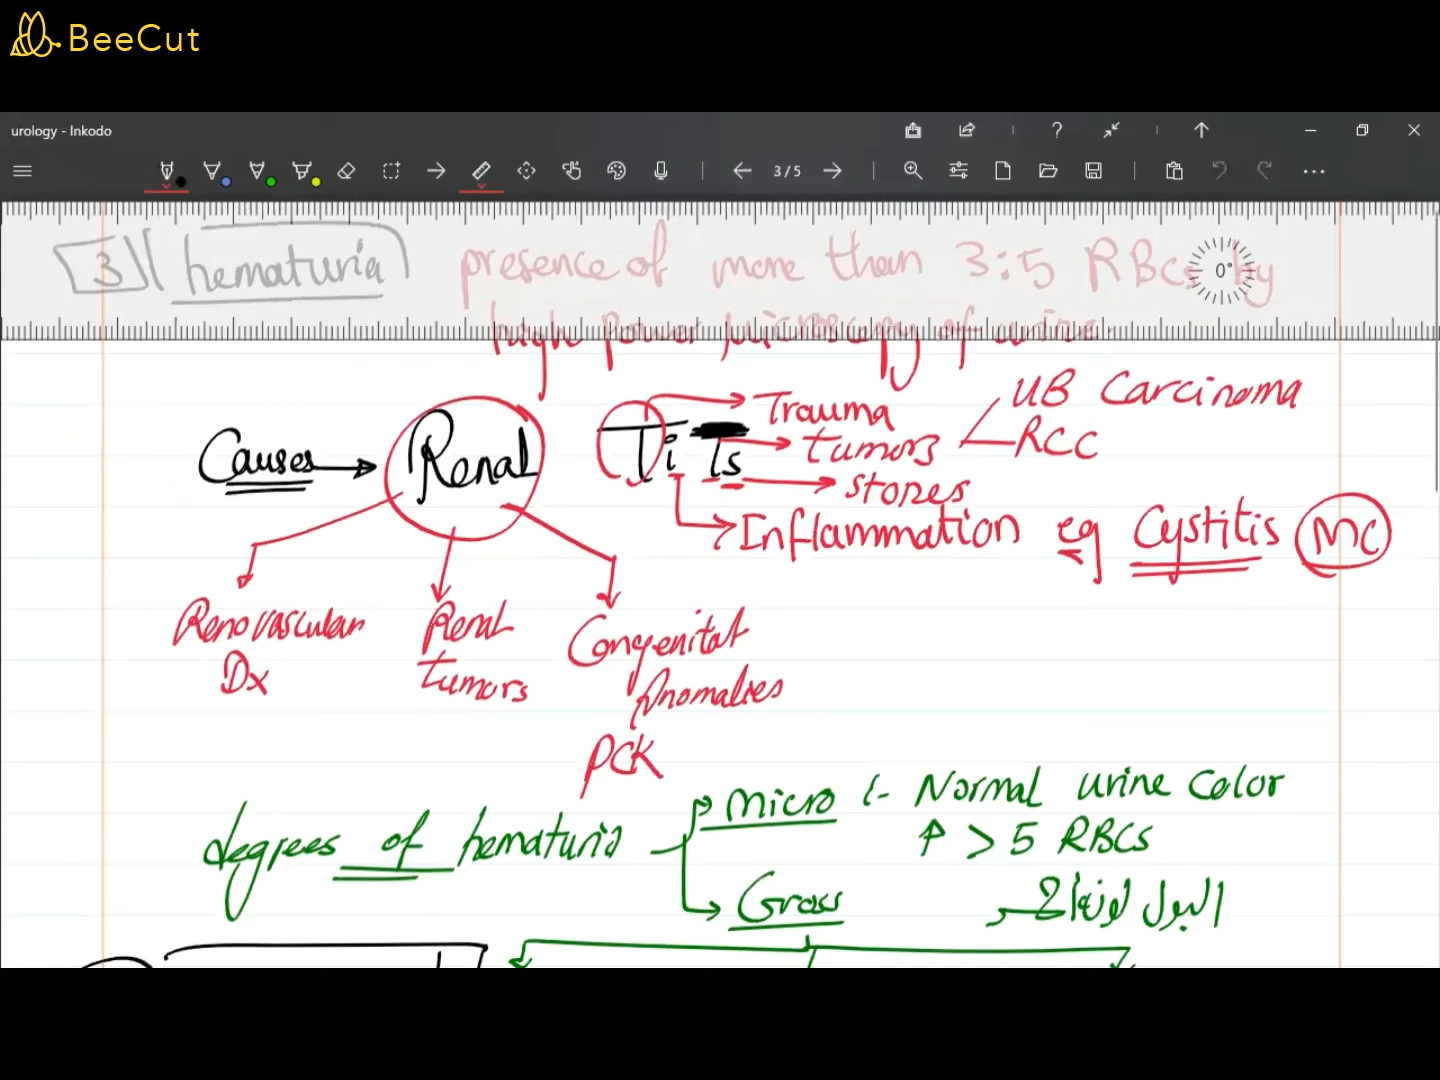 BeeCut
urology - Inkodo
3/5
3 hematuria presence of more than 3:5 RBCs by
0°
high power microscopy of urine
Causes → Renal TiTs
Trauma
tumors
UB Carcinoma
RCC
stones
Inflammation eg Cystitis MC
Renovascular
Dx
Renal
tumors
Congenital
Anomalies
PCK
degrees of hematuria
micro :- Normal urine color
↑ > 5 RBCS
Gross
البول لونه احمر